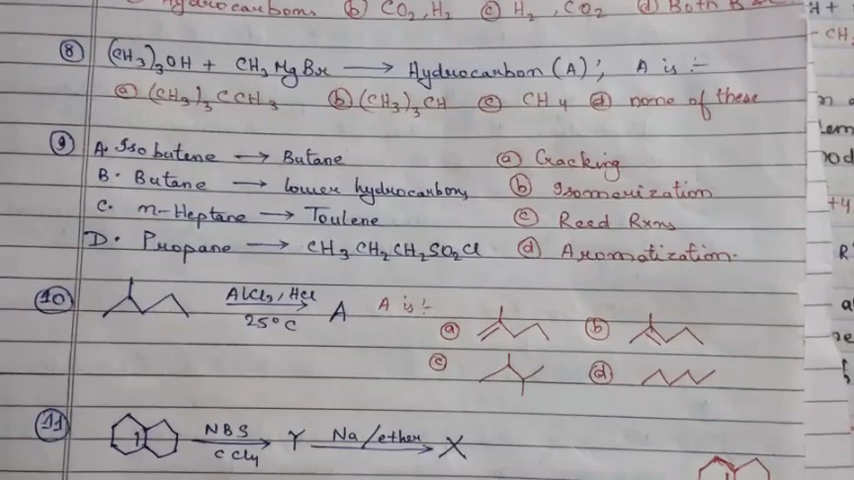 Hydrocarbons (b) CO2, H2 (c) H2, CO2 (d) Both
(8) (CH3)3OH + CH3MgBr → Hydrocarbon (A)', A is :-
(a) (CH3)3CCH3 (b) (CH3)3CH (c) CH4 (d) none of these
(9) A. Isobutene → Butane (a) Cracking
B. Butane → lower hydrocarbons (b) Isomerization
C. n-Heptane → Toulene (c) Reed Rxns
D. Propane → CH3CH2CH2SO2Cl (d) Aromatization.
(10) AlCl3/HCl 25°C A A is :-
(a) (b)
(c) (d)
(11) NBS CCl4 Y Na/ether X